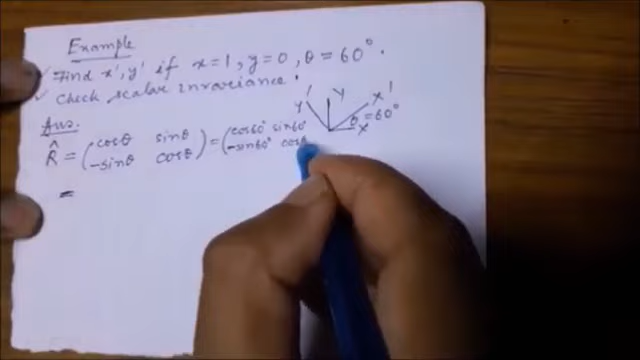 Example
Find x', y' if x=1, y=0, θ = 60°.
Check scalar invariance.
Ans.
Y' Y X'
θ=60°
X
R̂ = (cosθ sinθ) = (cos60° sin60°
-sinθ cosθ -sin60° cos
=